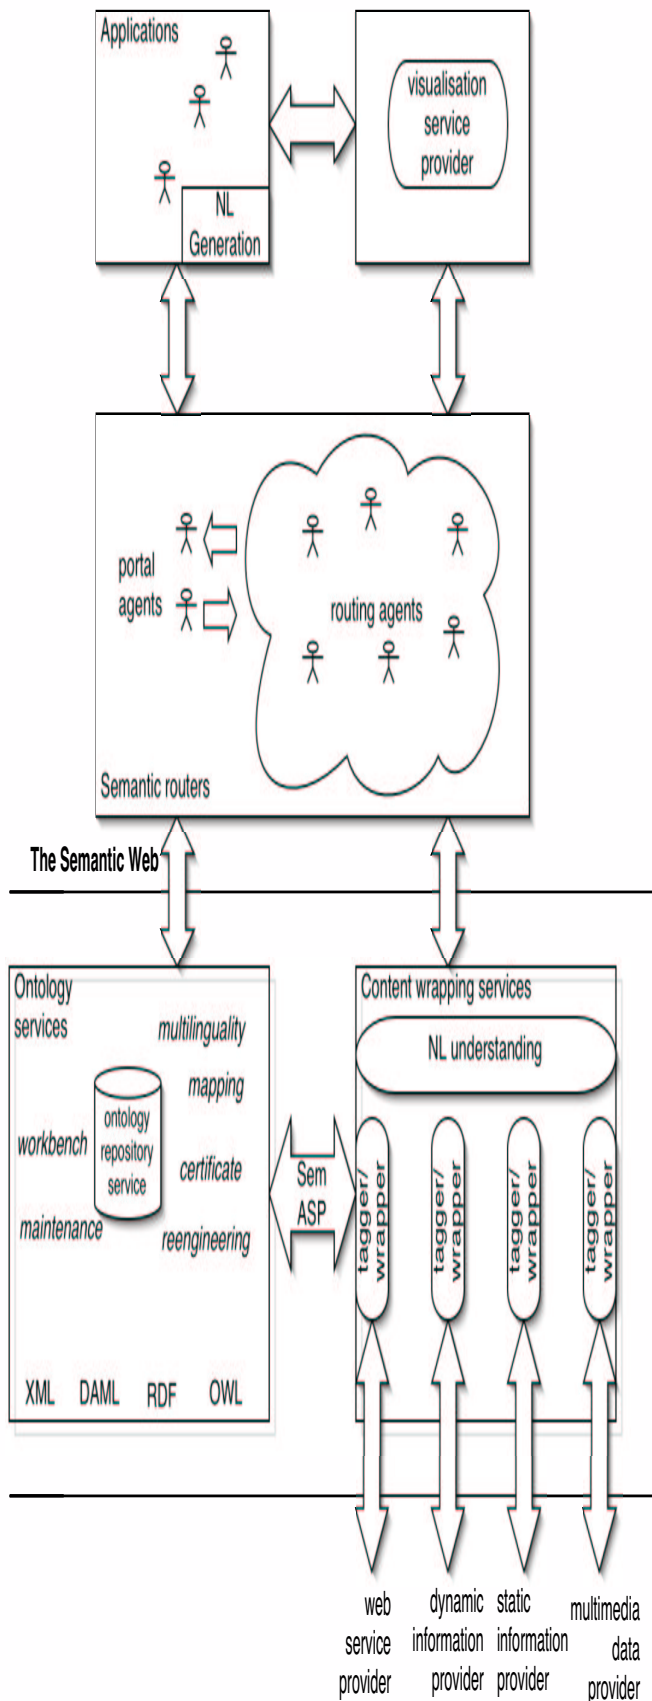 Applications
NL
Generation
visualisation
service
provider
portal
agents
routing agents
Semantic routers
The Semantic Web
Ontology
services
multilinguality
mapping
ontology
repository
service
workbench
certificate
maintenance
reengineering
XML DAML RDF OWL
Sem
ASP
Content wrapping services
NL understanding
tagger/
wrapper
tagger/
wrapper
tagger/
wrapper
tagger/
wrapper
web
service
provider
dynamic
information
provider
static
information
provider
multimedia
data
provider